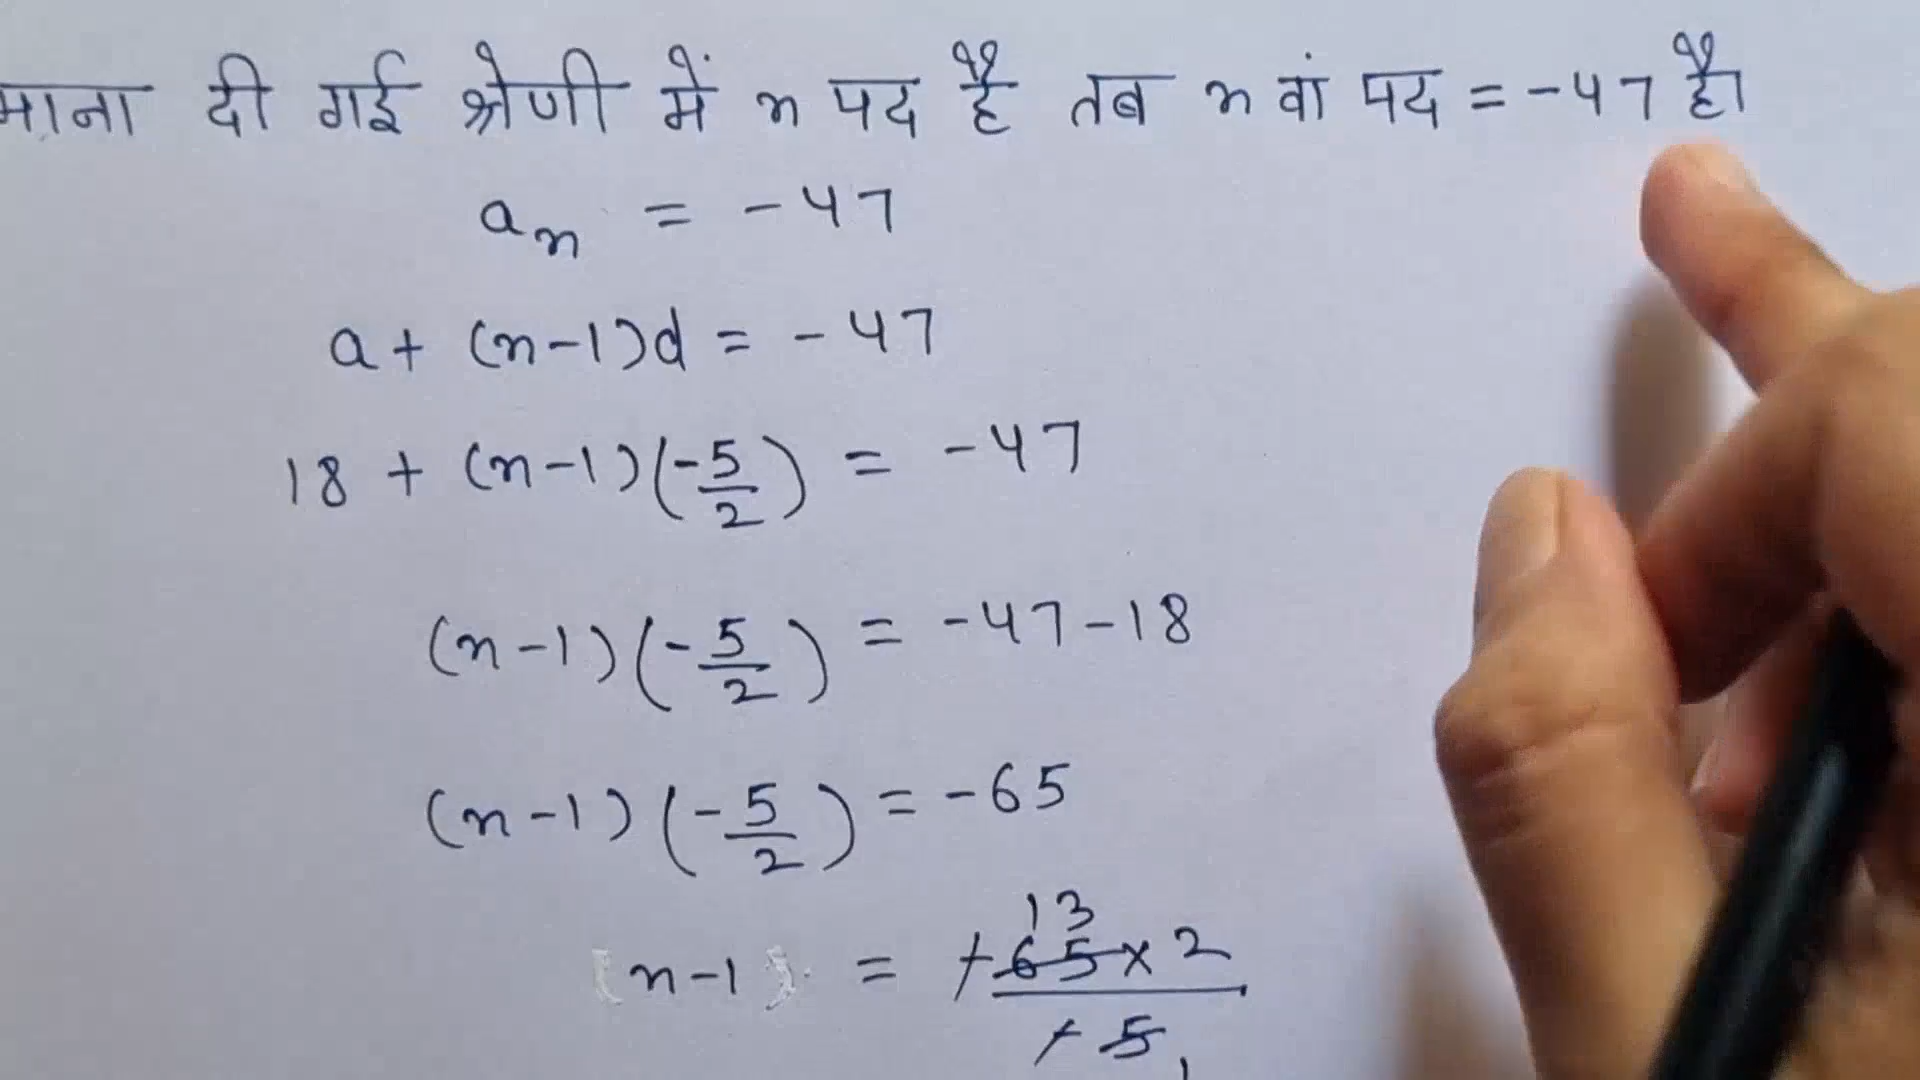 माना दी गई श्रेणी में n पद है तब n वां पद = -47 है।
aₙ = -47
a + (n-1)d = -47
18 + (n-1)(-5/2) = -47
(n-1)(-5/2) = -47-18
(n-1)(-5/2) = -65
13
(n-1) = -65×2
-5
1